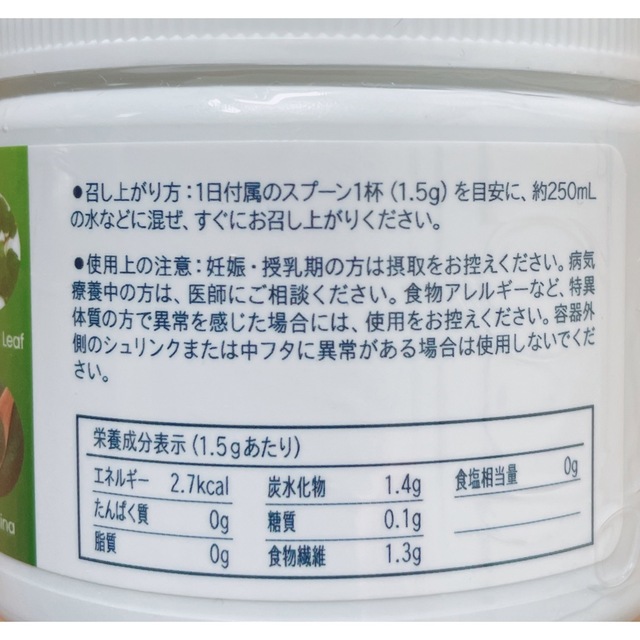 ●召し上がり方：1日付属のスプーン1杯（1.5g）を目安に、約250mL
の水などに混ぜ、すぐにお召し上がりください。
●使用上の注意：妊娠・授乳期の方は摂取をお控えください。病気
療養中の方は、医師にご相談ください。食物アレルギーなど、特異
体質の方で異常を感じた場合には、使用をお控えください。容器外
側のシュリンクまたは中フタに異常がある場合は使用しないでくだ
さい。
Leaf
栄養成分表示（1.5gあたり）
エネルギー 2.7kcal 炭水化物 1.4g 食塩相当量 0g
たんぱく質 0g 糖質 0.1g
脂質 0g 食物繊維 1.3g